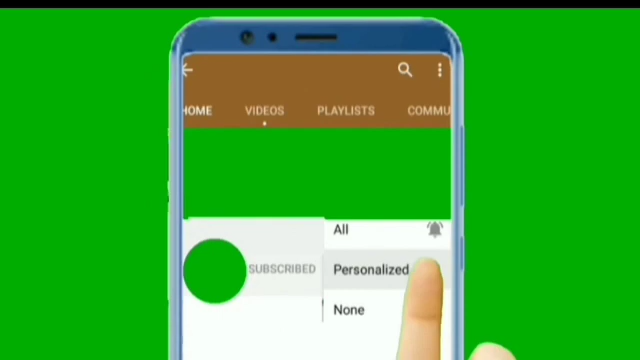 HOME VIDEOS PLAYLISTS COMMU
All
SUBSCRIBED Personalized
None